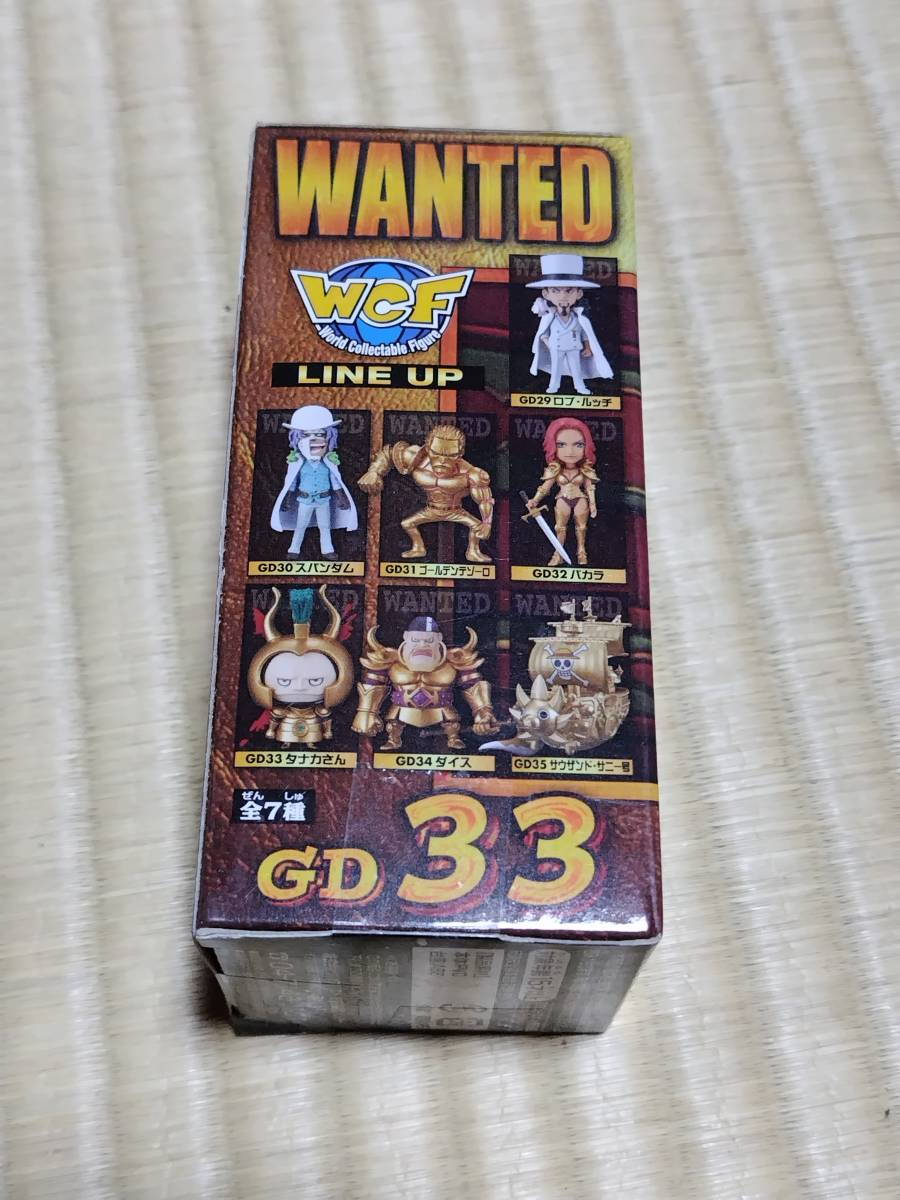 WANTED
WCF
World Collectable Figure
LINE UP
WANTED
GD29 ロブ・ルッチ
WANTED
WANTED
WANTED
GD30 スパンダム
GD31 ゴールデンテゾーロ
GD32 バカラ
WANTED
WANTED
WANTED
GD33 タナカさん
GD34 ダイス
GD35 サウザンド・サニー号
ぜん しゅ
全7種
GD 33